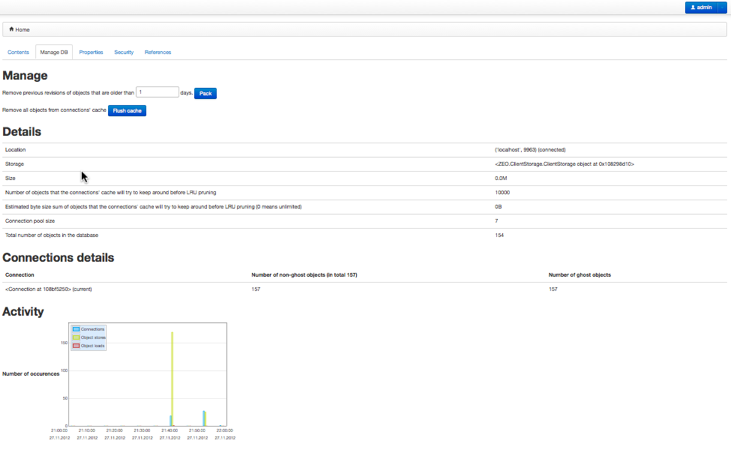 admin
Home
Contents Manage DB Properties Security References
Manage
Remove previous revisions of objects that are older than 1 days. Pack
Remove all objects from connections' cache Flush cache
Details
Location ('localhost', 9963) (connected)
Storage <ZEO.ClientStorage.ClientStorage object at 0x106298d10>
Size 0.0M
Number of objects that the connections' cache will try to keep around before LRU pruning 10000
Estimated byte size sum of objects that the connections' cache will try to keep around before LRU pruning (0 means unlimited) 0B
Connection pool size 7
Total number of objects in the database 154
Connections details
Connection Number of non-ghost objects (in total 157) Number of ghost objects
<Connection at 108bf5250> (current) 157 157
Activity
Connections
Object stores
Object loads
150
100
Number of occurences
50
0
21:00:00 21:10:00 21:20:00 21:30:00 21:40:00 21:50:00 22:00:00
27.11.2012 27.11.2012 27.11.2012 27.11.2012 27.11.2012 27.11.2012 27.11.2012